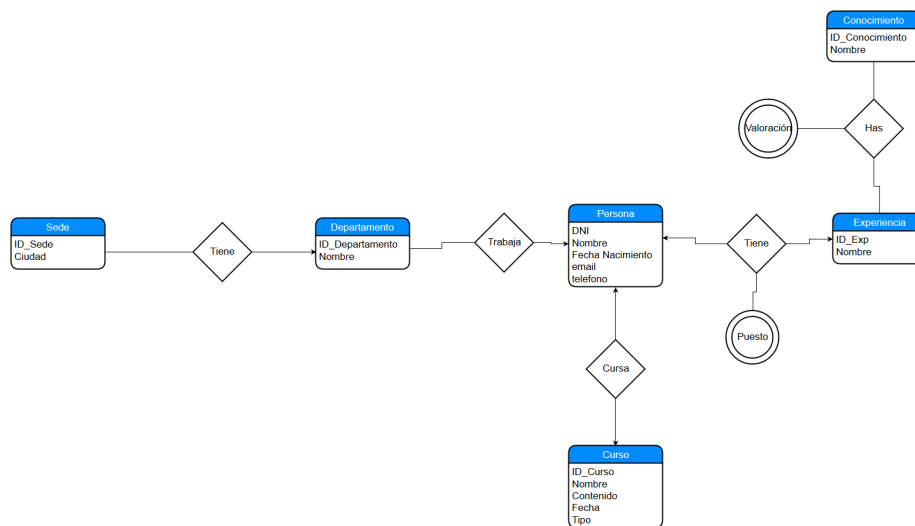 Conocimiento
ID_Conocimiento
Nombre
Valoración
Has
Sede
ID_Sede
Ciudad
Tiene
Departamento
ID_Departamento
Nombre
Trabaja
Persona
DNI
Nombre
Fecha Nacimiento
email
telefono
Tiene
Experiencia
ID_Exp
Nombre
Puesto
Cursa
Curso
ID_Curso
Nombre
Contenido
Fecha
Tipo